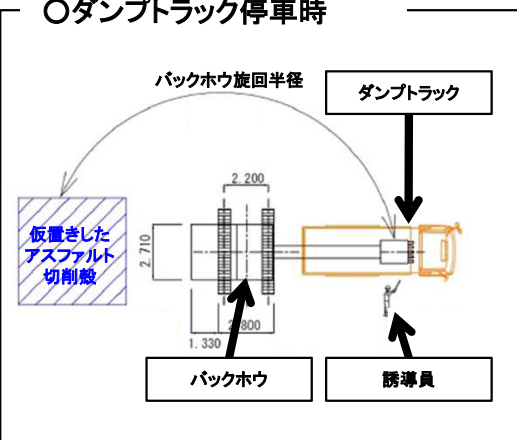 〇ダンプトラック停車時
バックホウ旋回半径
ダンプトラック
2.200
仮置きした
アスファルト
切削殻
2.710
2.800
1.330
バックホウ
誘導員